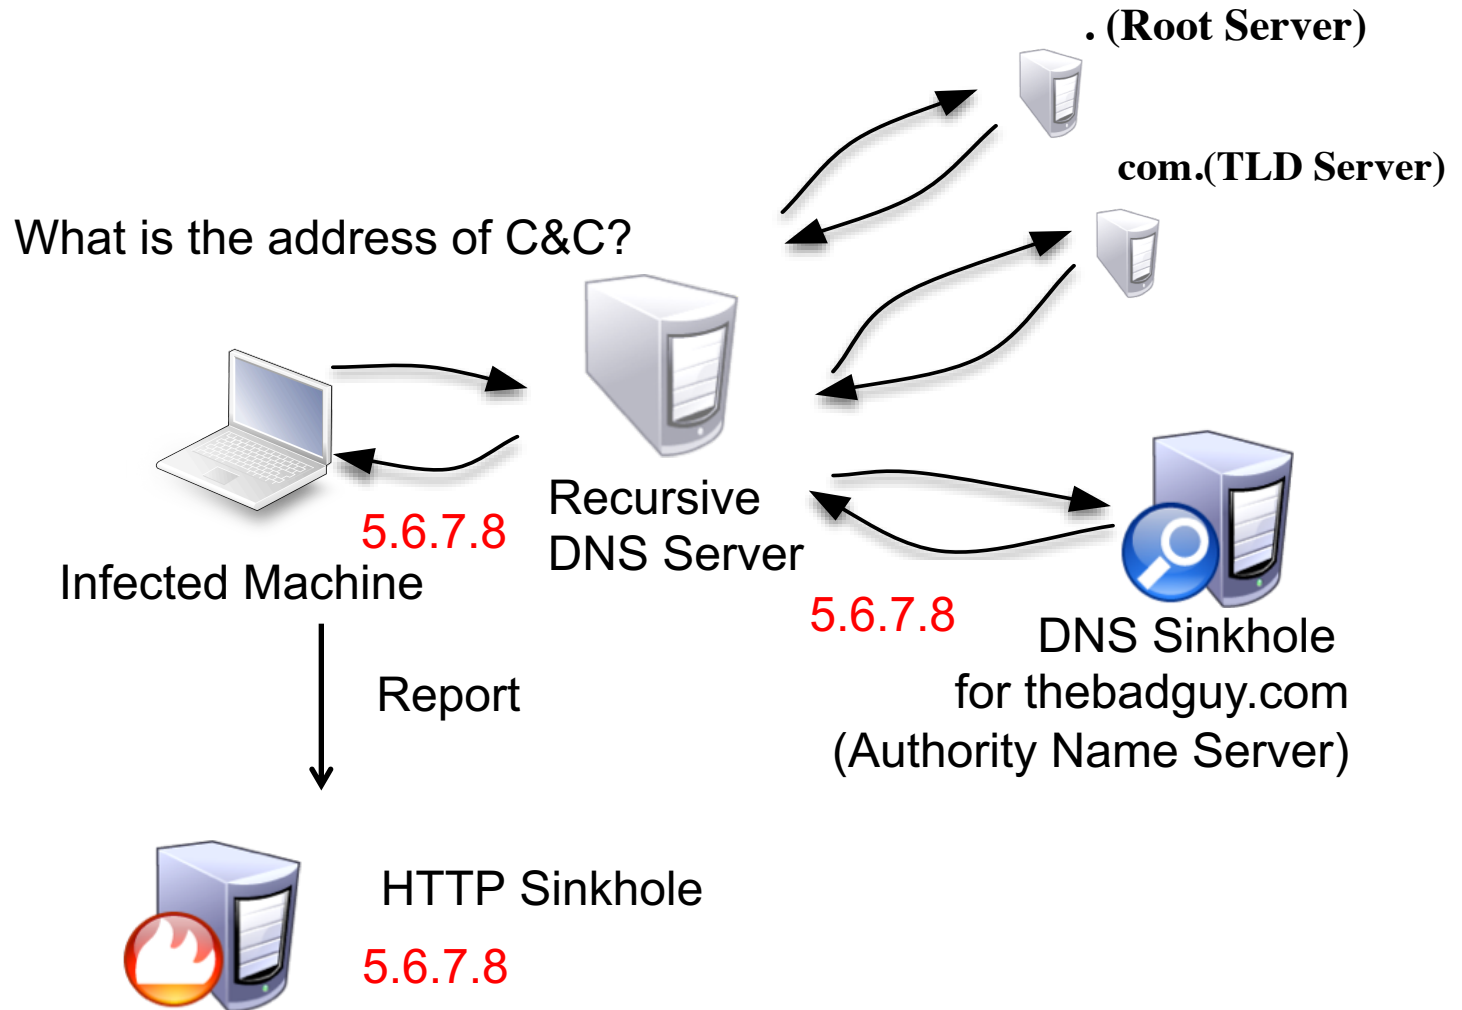 . (Root Server)
com.(TLD Server)
What is the address of C&C?
Recursive
DNS Server
5.6.7.8
Infected Machine
5.6.7.8
DNS Sinkhole
for thebadguy.com
(Authority Name Server)
Report
HTTP Sinkhole
5.6.7.8